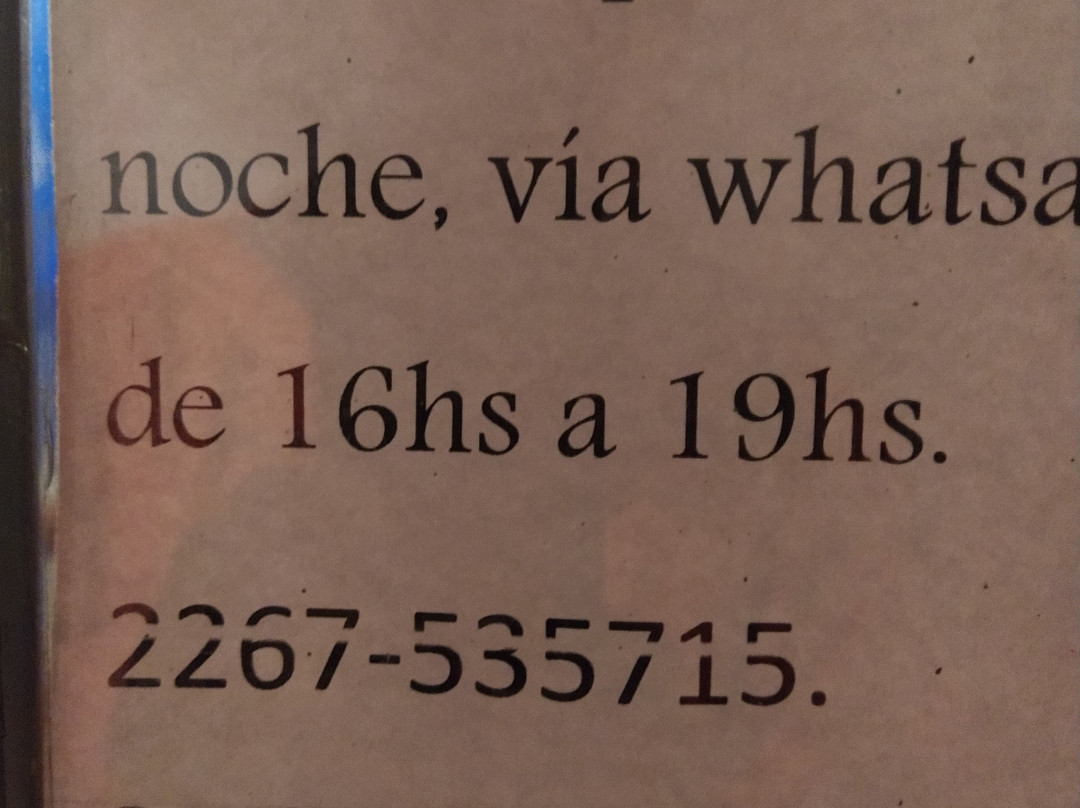 noche, vía whatsa
de 16hs a 19hs.
2267-535715.